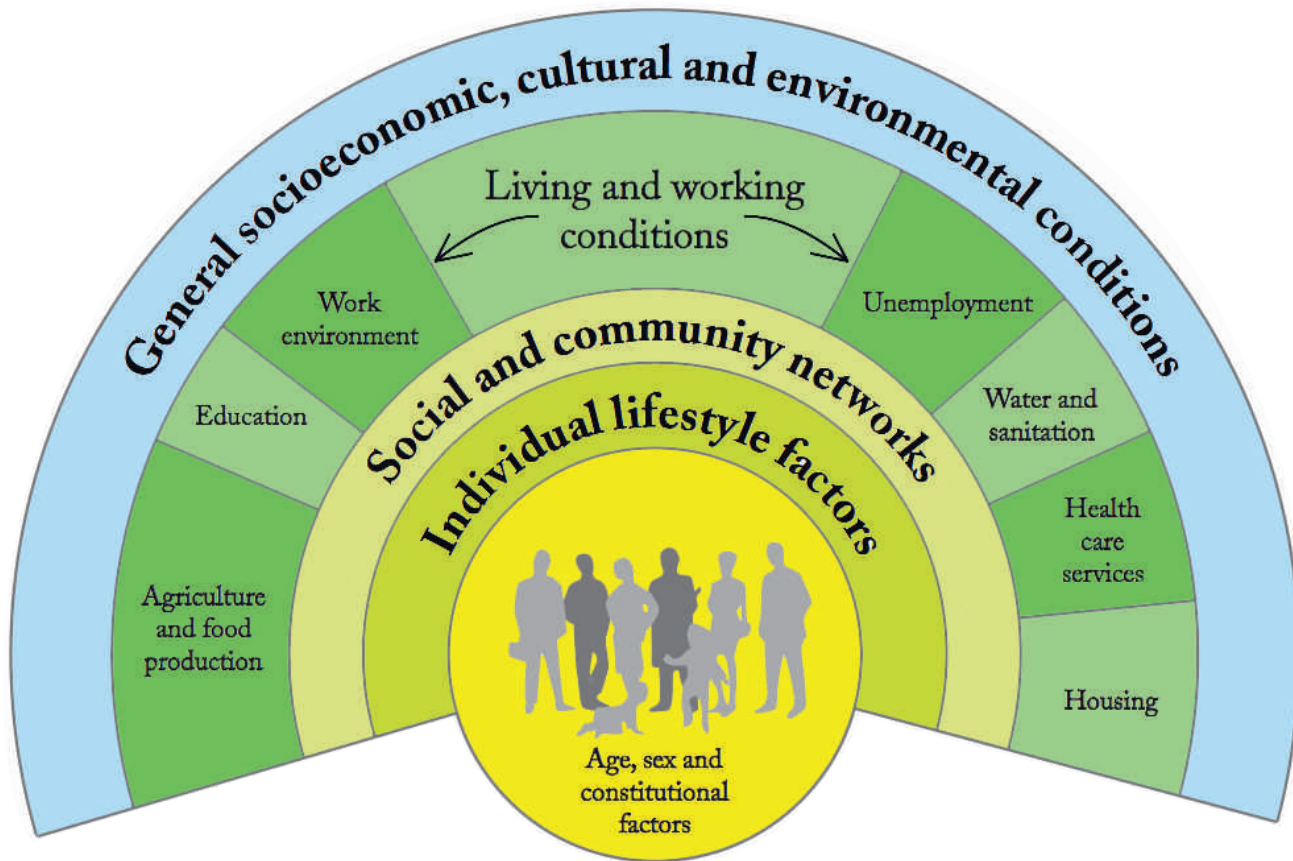 General socioeconomic, cultural and environmental conditions
Living and working
conditions
Work
environment
Unemployment
Education
Water and
sanitation
Agriculture
and food
production
Health
care
services
Housing
Social and community networks
Individual lifestyle factors
Age, sex and
constitutional
factors